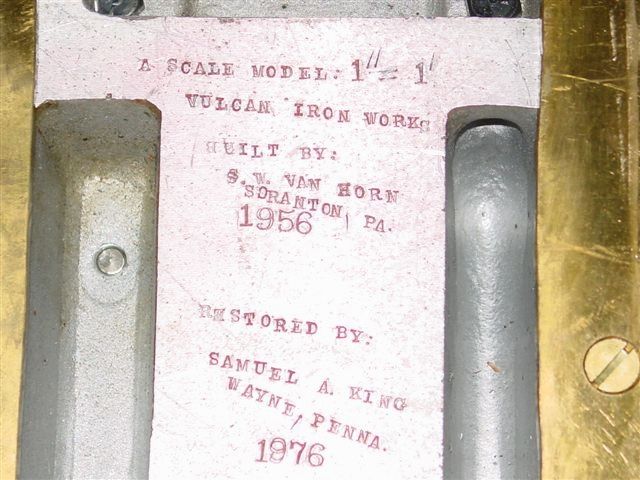 A SCALE MODEL: 1" = 1'
VULCAN IRON WORKS
BUILT BY:
S.W. VAN HORN
SCRANTON, PA.
1956
RESTORED BY:
SAMUEL A. KING
WAYNE, PENNA.
1976